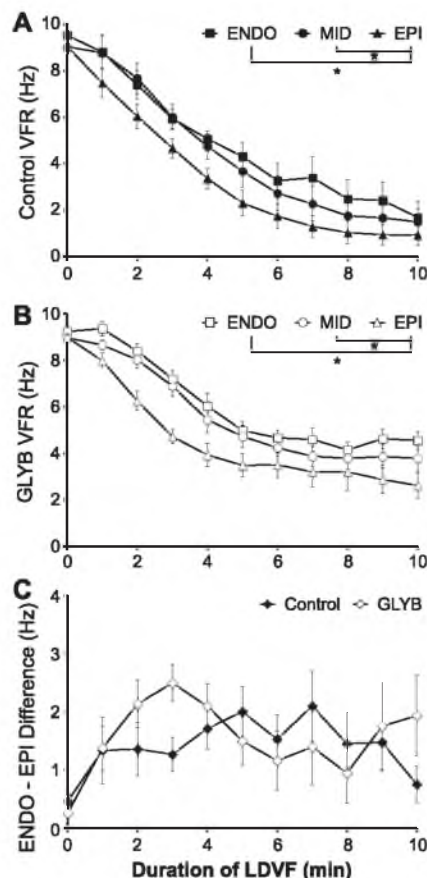 A
ENDO MID EPI
★
★
Control VFR (Hz)
10
8
6
4
2
0
0 2 4 6 8 10
B
ENDO MID EPI
★
★
GLYB VFR (Hz)
10
8
6
4
2
0
0 2 4 6 8 10
C
Control GLYB
ENDO - EPI Difference (Hz)
4
3
2
1
0
0 2 4 6 8 10
Duration of LDVF (min)